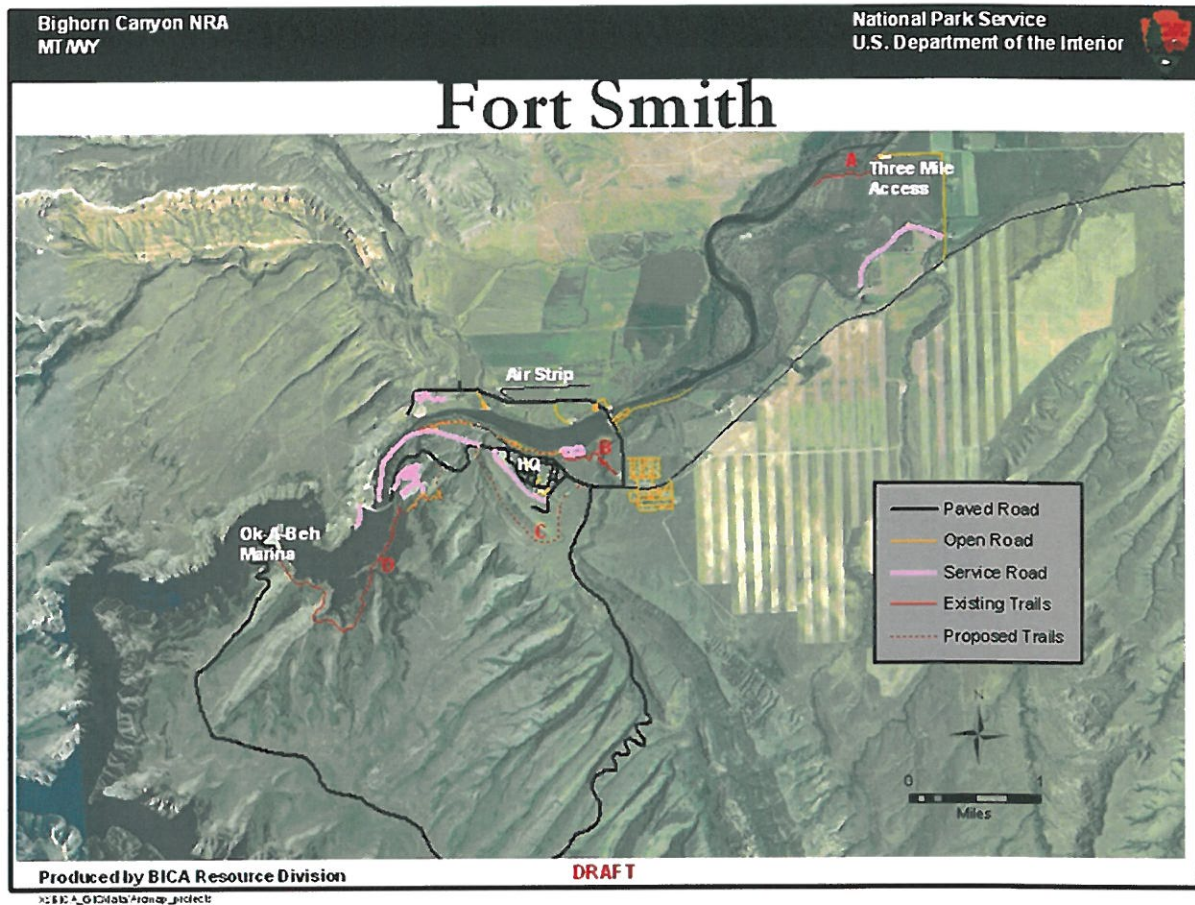 Bighorn Canyon NRA
MT/WY
National Park Service
U.S. Department of the Interior
Fort Smith
A
Three Mile
Access
Air Strip
B
HQ
C
Ok-A-Beh
Marina
D
Paved Road
Open Road
Service Road
Existing Trails
Proposed Trails
N
0 1
Miles
Produced by BICA Resource Division
DRAFT